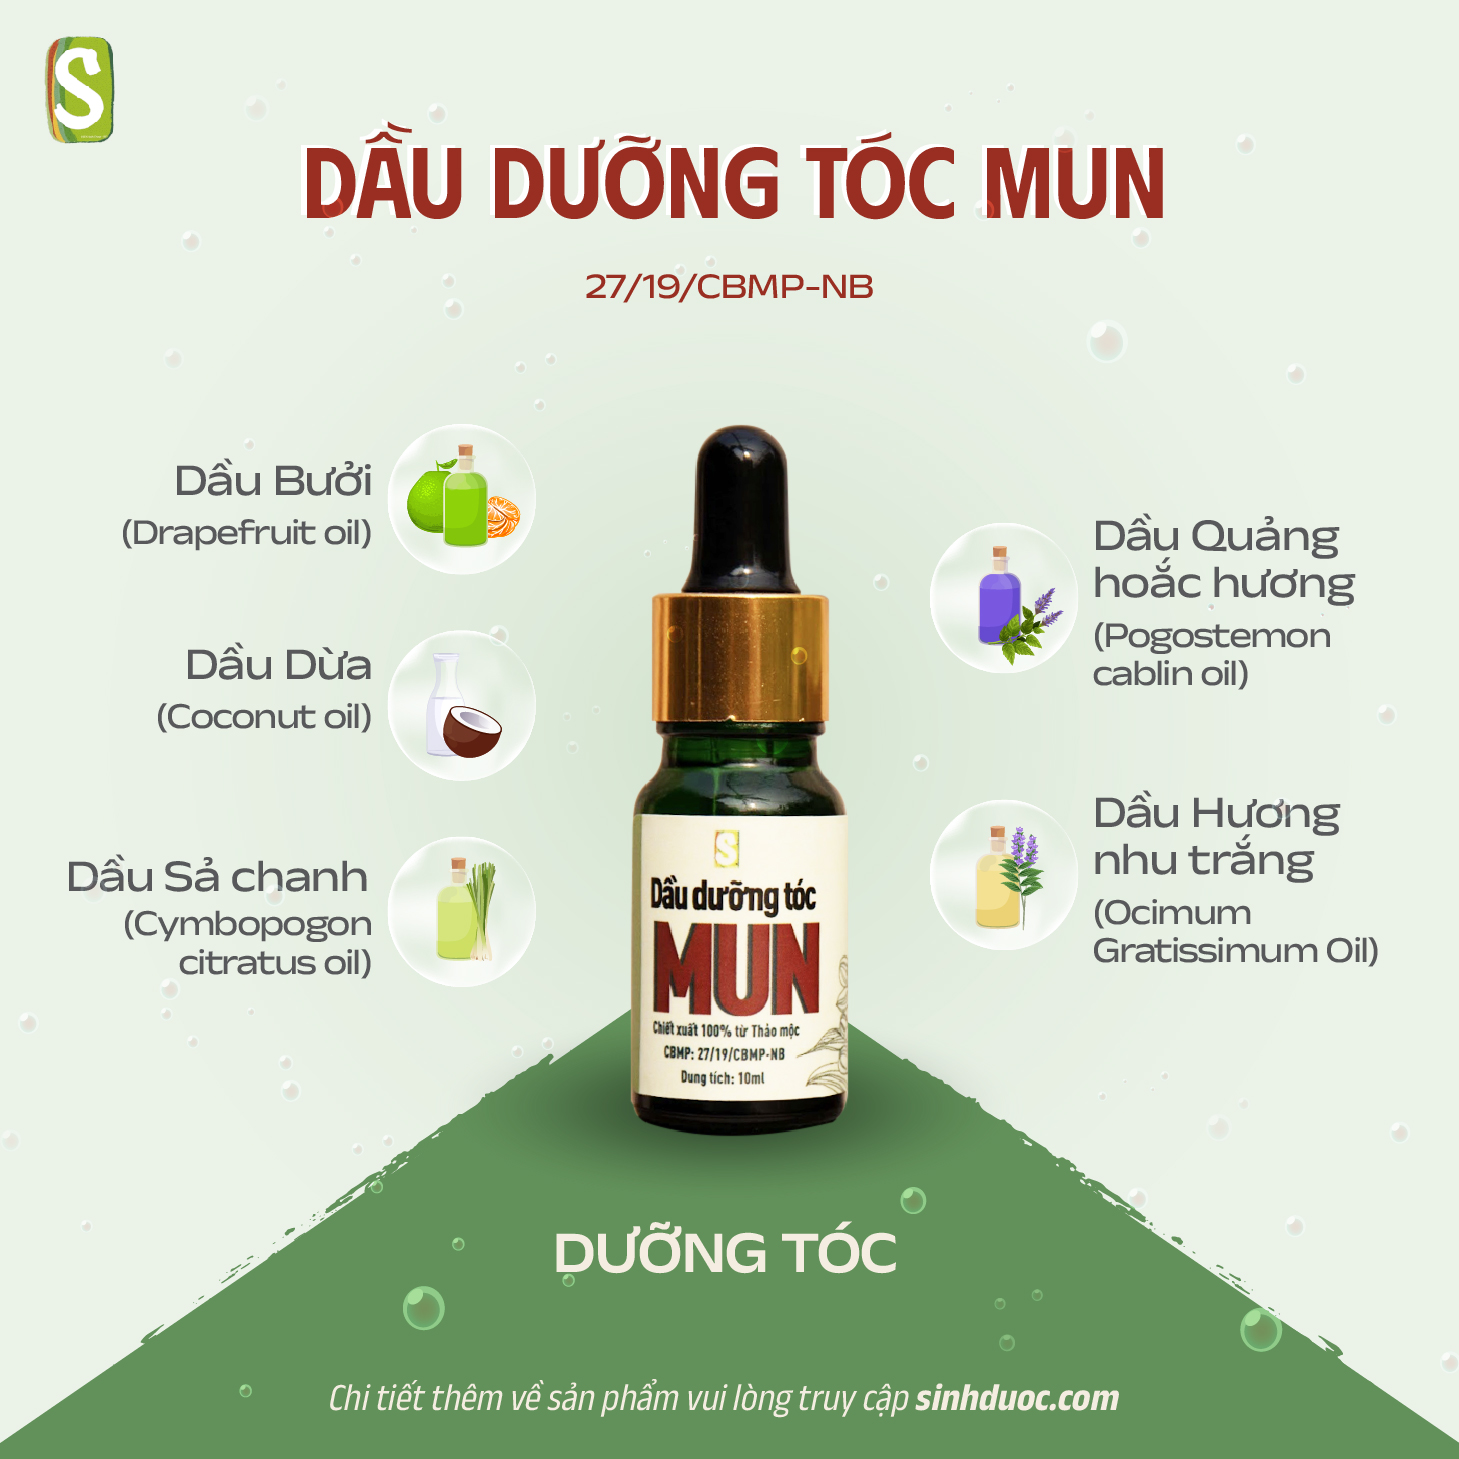 S
DẦU DƯỠNG TÓC MUN
27/19/CBMP-NB
Dầu Bưởi
(Drapefruit oil)
Dầu Dừa
(Coconut oil)
Dầu Sả chanh
(Cymbopogon
citratus oil)
Dầu Quảng
hoắc hương
(Pogostemon
cablin oil)
Dầu Hương
nhu trắng
(Ocimum
Gratissimum Oil)
S
Dầu dưỡng tóc
MUN
Chiết xuất 100% từ Thảo mộc
CBMP: 27/19/CBMP-NB
Dung tích: 10ml
DƯỠNG TÓC
Chi tiết thêm về sản phẩm vui lòng truy cập sinhduoc.com